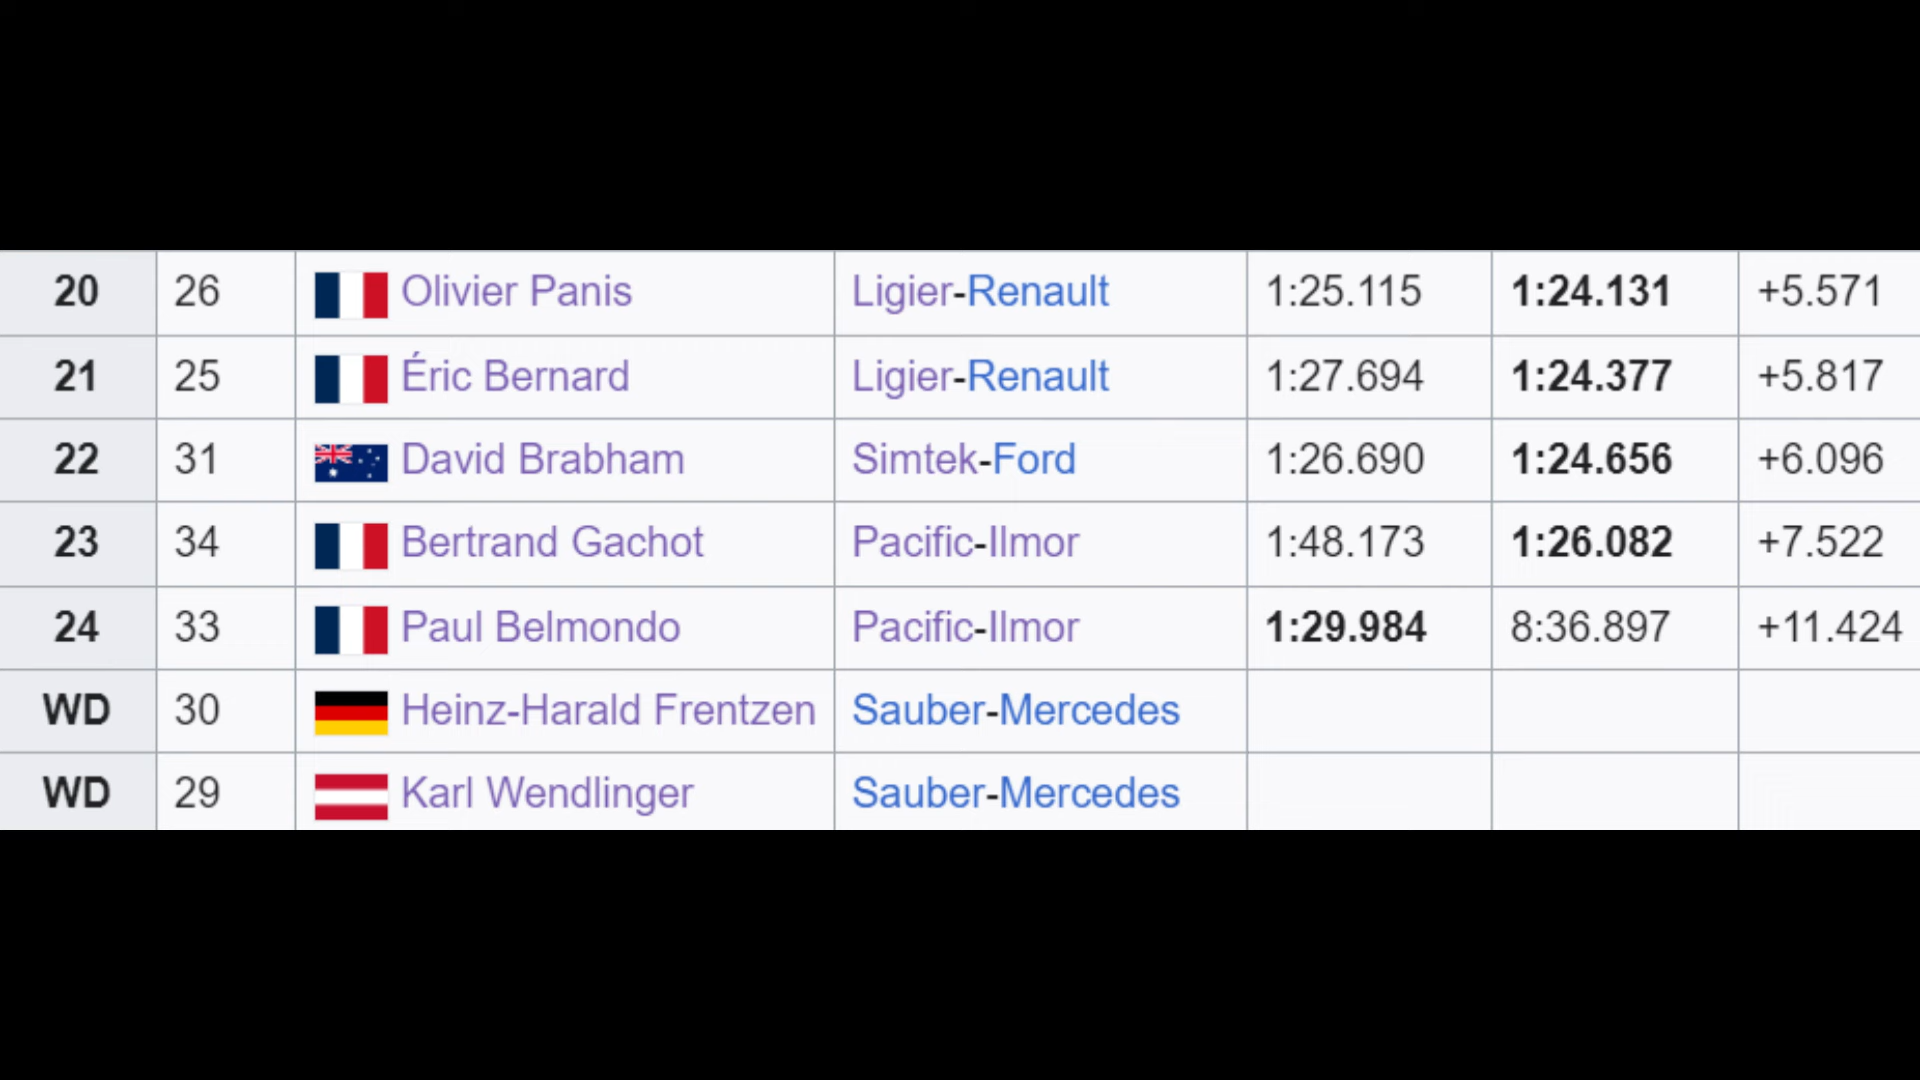 20 26 Olivier Panis Ligier-Renault 1:25.115 1:24.131 +5.571
21 25 Éric Bernard Ligier-Renault 1:27.694 1:24.377 +5.817
22 31 David Brabham Simtek-Ford 1:26.690 1:24.656 +6.096
23 34 Bertrand Gachot Pacific-Ilmor 1:48.173 1:26.082 +7.522
24 33 Paul Belmondo Pacific-Ilmor 1:29.984 8:36.897 +11.424
WD 30 Heinz-Harald Frentzen Sauber-Mercedes
WD 29 Karl Wendlinger Sauber-Mercedes